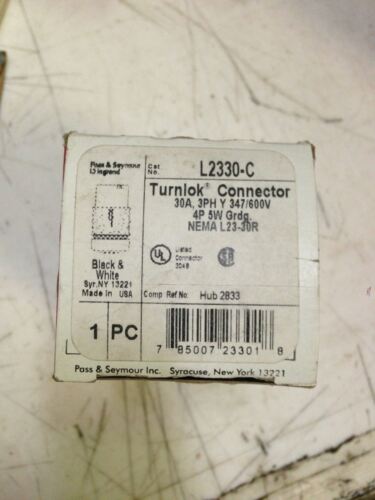 Pass & Seymour
legrand
Cat.
No.
L2330-C
Turnlok® Connector
30A, 3PH Y 347/600V
4P 5W Grdg.
NEMA L23-30R
UL
Listed
Connector
Black &
White
Syr. NY 13221
Made in USA
Comp Ref No: Hub 2833
1 PC
7 85007 23301 8
Pass & Seymour Inc. Syracuse, New York 13221